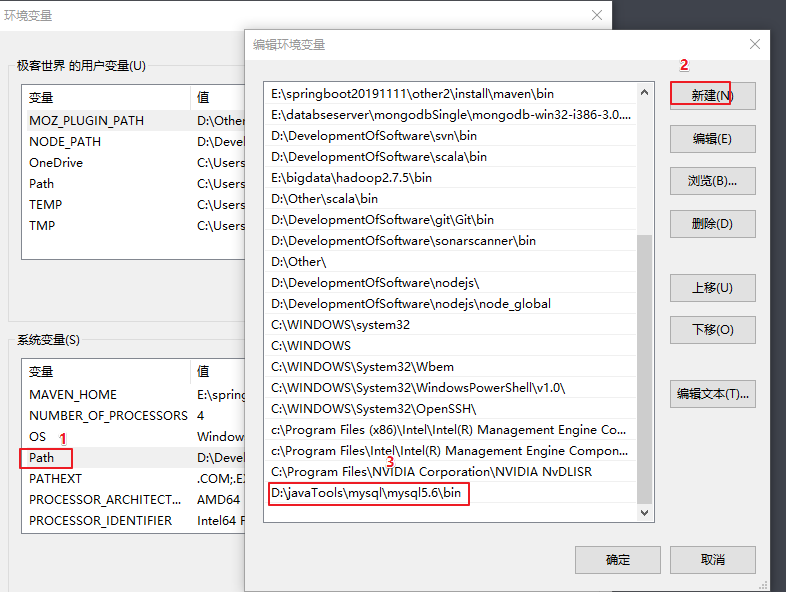 环境变量
极客世界 的用户变量(U)
变量 值
MOZ_PLUGIN_PATH D:\Other
NODE_PATH D:\Devel
OneDrive C:\Users
Path C:\Users
TEMP C:\Users
TMP C:\Users
系统变量(S)
变量 值
MAVEN_HOME E:\spring
NUMBER_OF_PROCESSORS 4
OS Window
1
Path D:\Devel
PATHEXT .COM;.E
PROCESSOR_ARCHITECT... AMD64
PROCESSOR_IDENTIFIER Intel64 F
编辑环境变量
E:\springboot20191111\other2\install\maven\bin
E:\databseserver\mongodbSingle\mongodb-win32-i386-3.0....
D:\DevelopmentOfSoftware\svn\bin
D:\DevelopmentOfSoftware\scala\bin
E:\bigdata\hadoop2.7.5\bin
D:\Other\scala\bin
D:\DevelopmentOfSoftware\git\Git\bin
D:\DevelopmentOfSoftware\sonarscanner\bin
D:\Other\
D:\DevelopmentOfSoftware\nodejs\
D:\DevelopmentOfSoftware\nodejs\node_global
C:\WINDOWS\system32
C:\WINDOWS
C:\WINDOWS\System32\Wbem
C:\WINDOWS\System32\WindowsPowerShell\v1.0\
C:\WINDOWS\System32\OpenSSH\
c:\Program Files (x86)\Intel\Intel(R) Management Engine Co...
c:\Program Files\Intel\Intel(R) Management Engine Compon...
C:\Program Files\NVIDIA Corporation\NVIDIA NvDLISR
3
D:\javaTools\mysql\mysql5.6\bin
2
新建(N)
编辑(E)
浏览(B)...
删除(D)
上移(U)
下移(O)
编辑文本(T)...
确定
取消